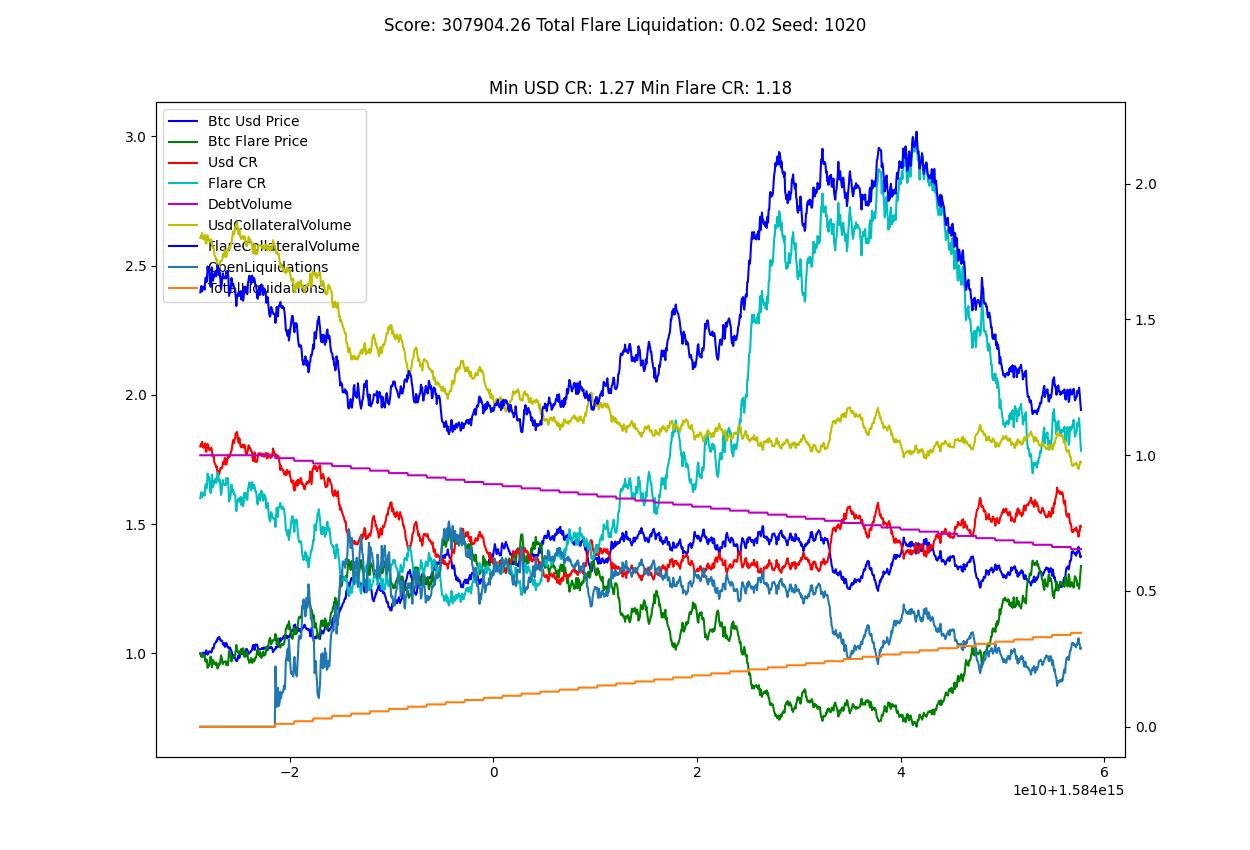 Score: 307904.26 Total Flare Liquidation: 0.02 Seed: 1020
Min USD CR: 1.27 Min Flare CR: 1.18
Btc Usd Price
Btc Flare Price
Usd CR
Flare CR
DebtVolume
UsdCollateralVolume
FlareCollateralVolume
OpenLiquidations
TotalLiquidations
3.0
2.5
2.0
1.5
1.0
2.0
1.5
1.0
0.5
0.0
−2
0
2
4
6
1e10+1.584e15